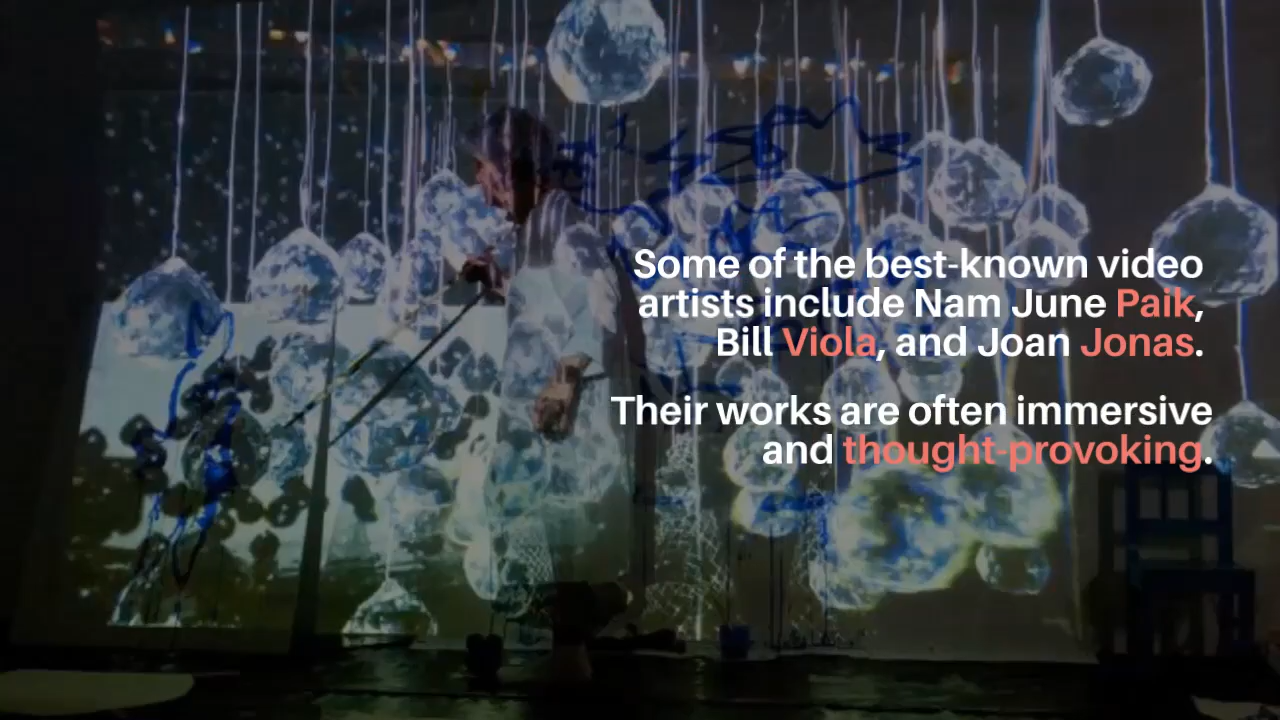 Some of the best-known video
artists include Nam June Paik,
Bill Viola, and Joan Jonas.
Their works are often immersive
and thought-provoking.